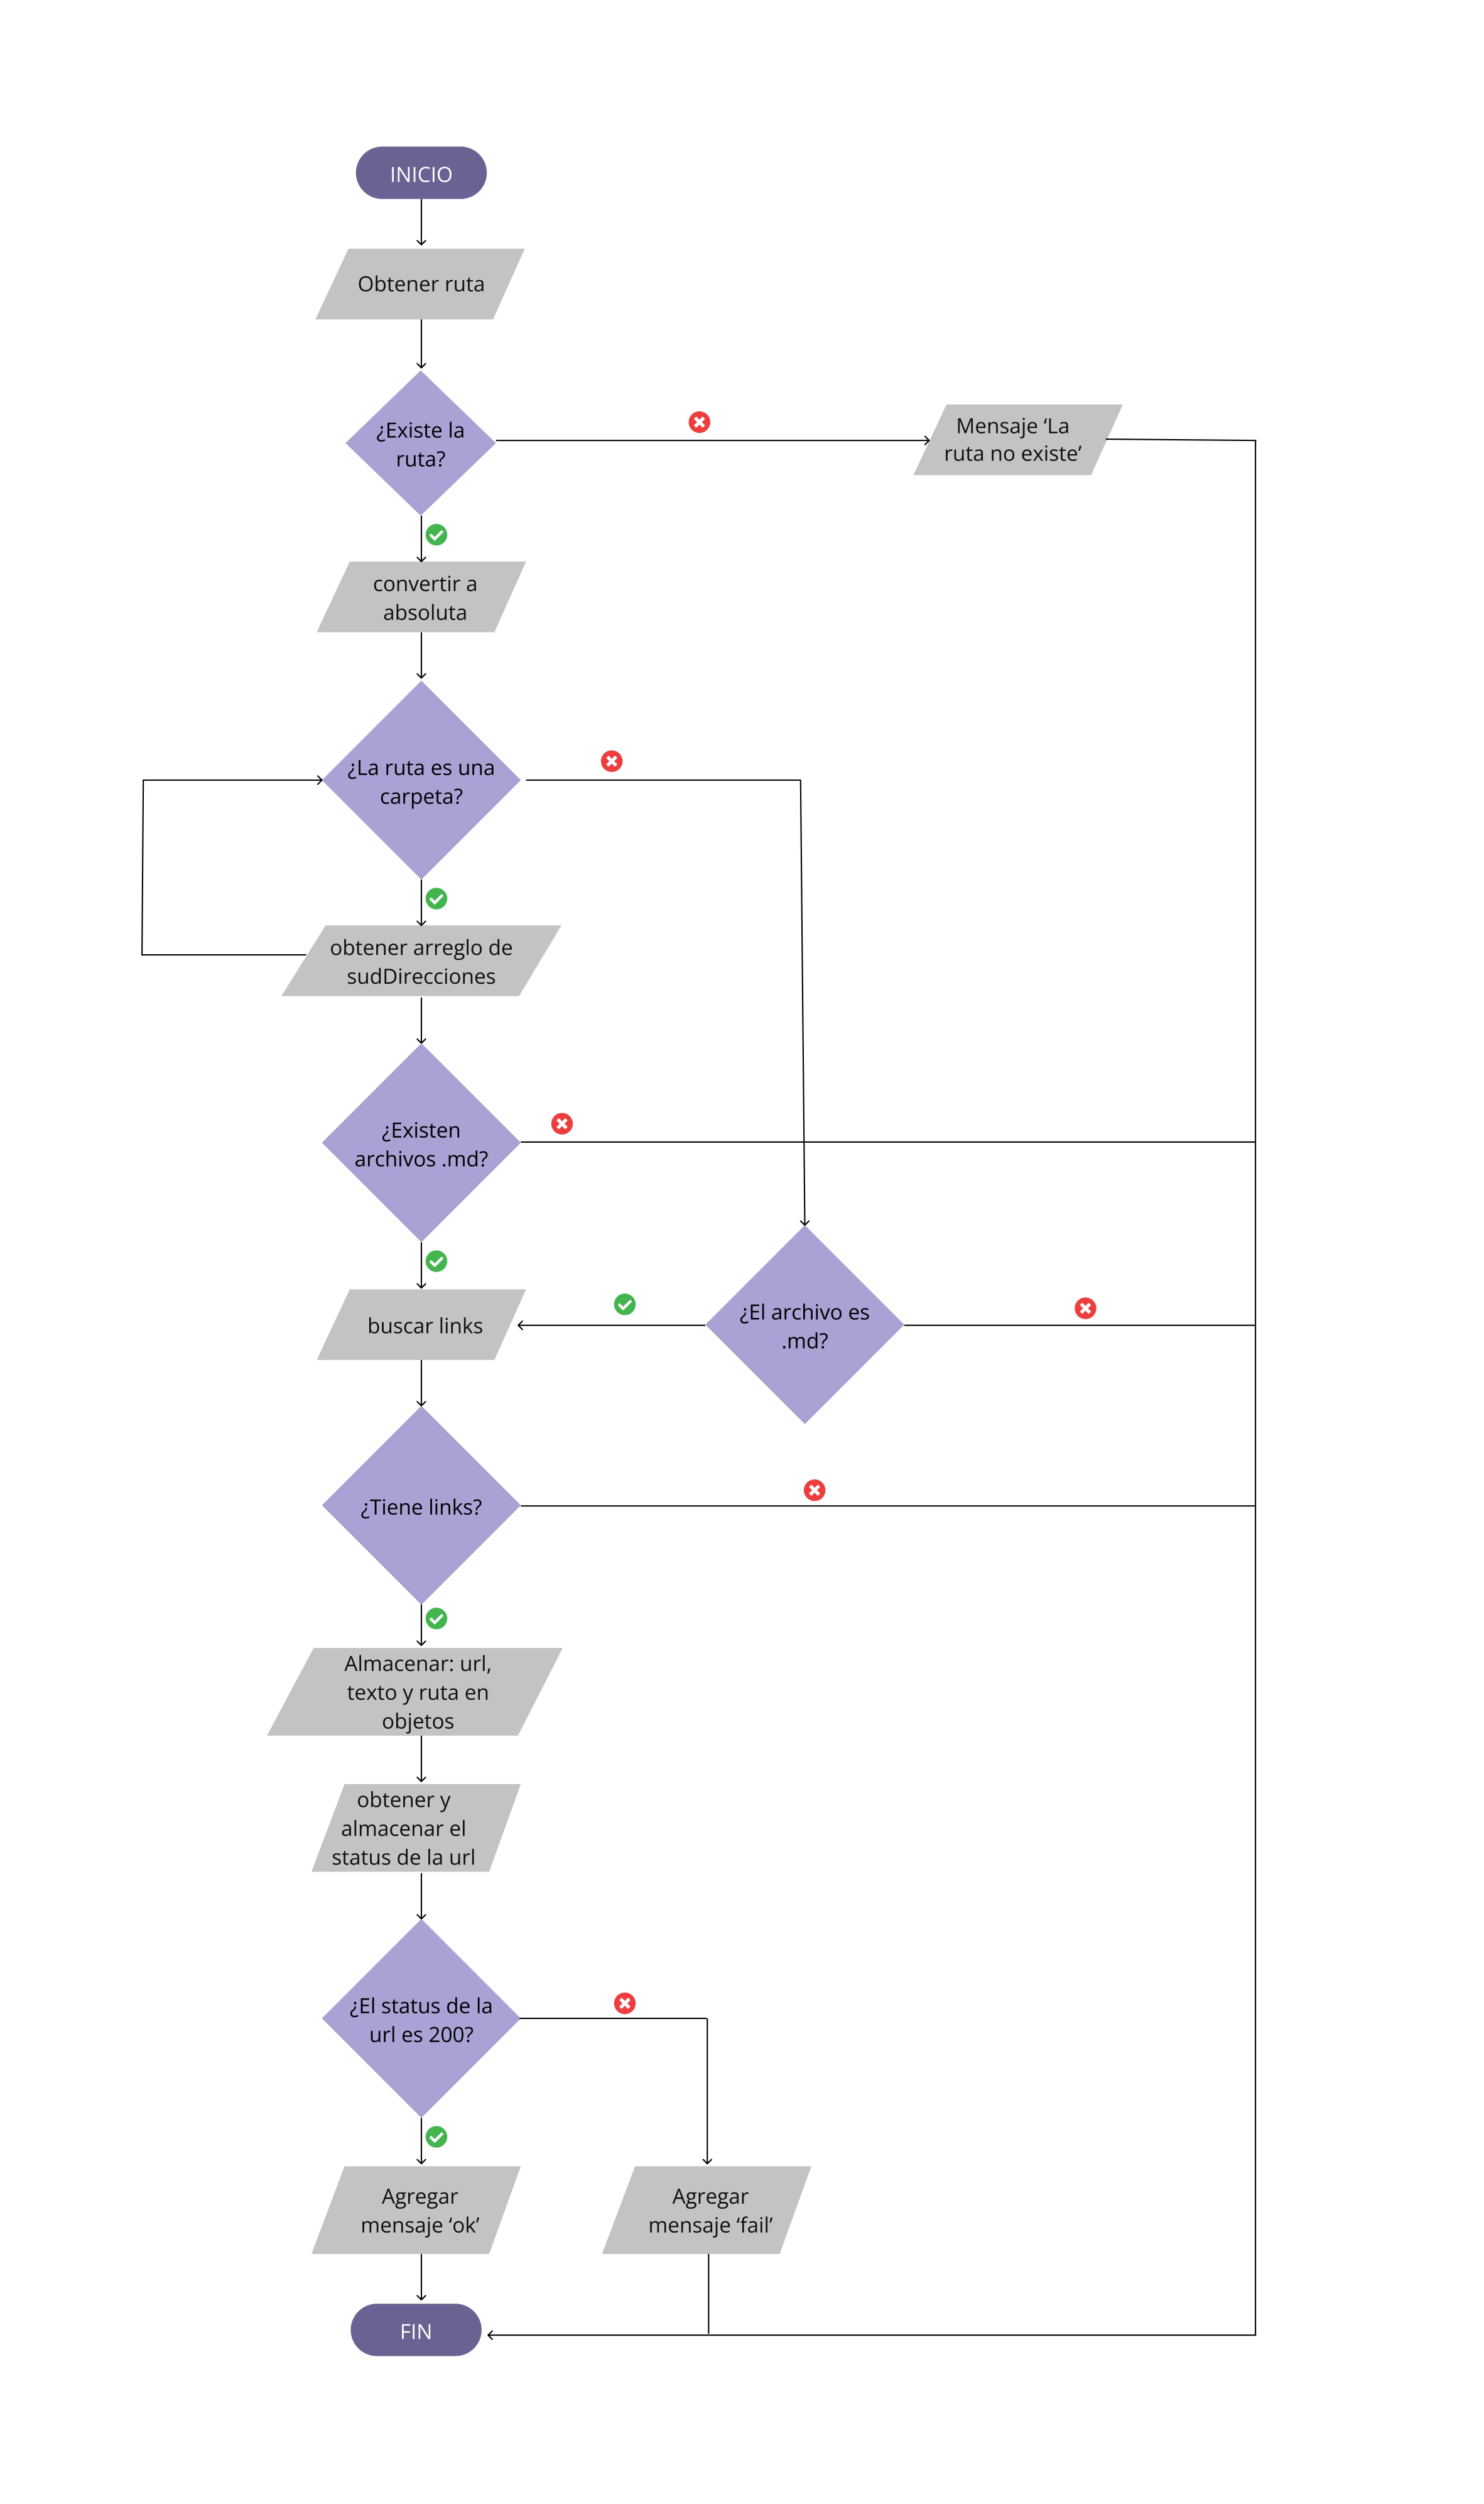 INICIO
Obtener ruta
¿Existe la
ruta?
Mensaje ‘La
ruta no existe’
convertir a
absoluta
¿La ruta es una
carpeta?
obtener arreglo de
sudDirecciones
¿Existen
archivos .md?
buscar links
¿El archivo es
.md?
¿Tiene links?
Almacenar: url,
texto y ruta en
objetos
obtener y
almacenar el
status de la url
¿El status de la
url es 200?
Agregar
mensaje ‘ok’
Agregar
mensaje ‘fail’
FIN